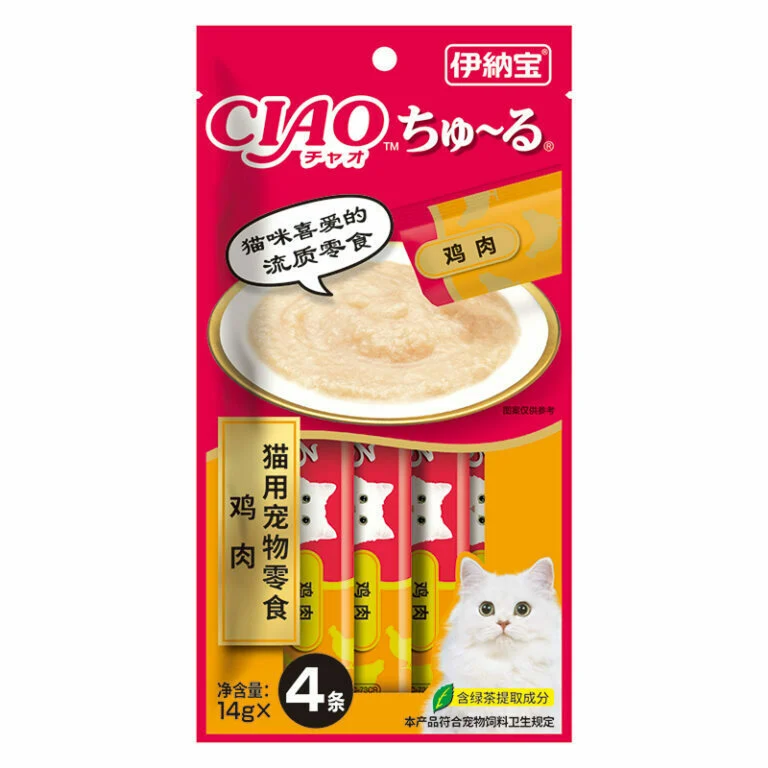 伊納宝®
CIAO™
チャオ
ちゅ~る®
猫咪喜爱的
流质零食
鸡肉
图案仅供参考
猫用宠物零食
鸡肉
鸡肉
鸡肉
鸡肉
净含量:
14g×4条
含绿茶提取成分
本产品符合宠物饲料卫生规定